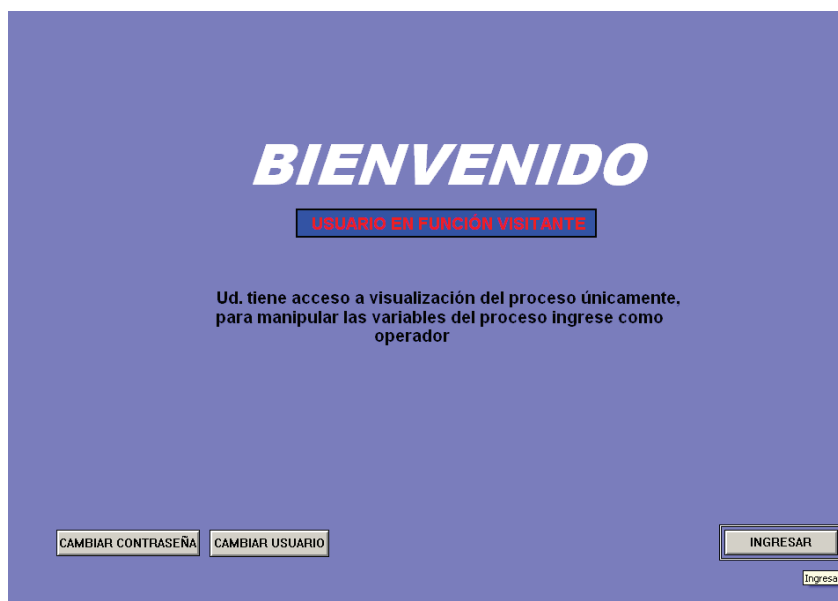 BIENVENIDO
USUARIO EN FUNCIÓN VISITANTE
Ud. tiene acceso a visualización del proceso únicamente,
para manipular las variables del proceso ingrese como
operador
CAMBIAR CONTRASEÑA CAMBIAR USUARIO INGRESAR
Ingresa